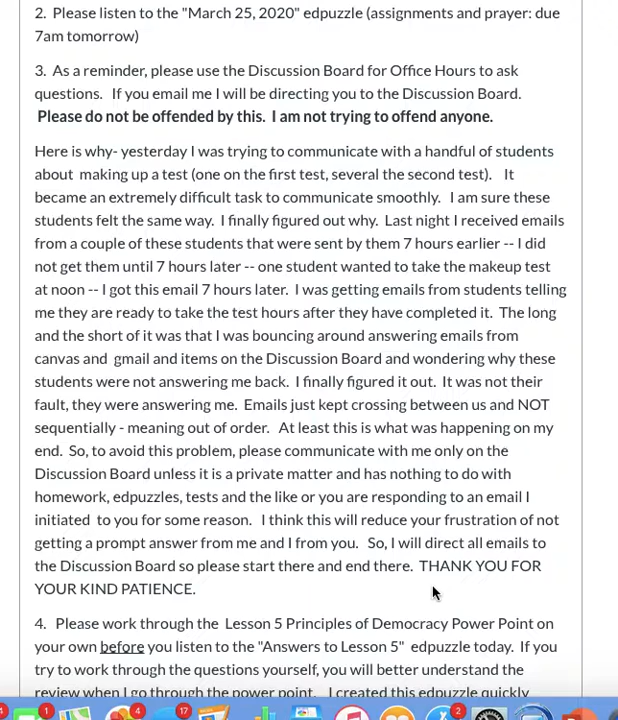 2. Please listen to the "March 25, 2020" edpuzzle (assignments and prayer: due
7am tomorrow)
3. As a reminder, please use the Discussion Board for Office Hours to ask
questions. If you email me I will be directing you to the Discussion Board.
Please do not be offended by this. I am not trying to offend anyone.
Here is why- yesterday I was trying to communicate with a handful of students
about making up a test (one on the first test, several the second test). It
became an extremely difficult task to communicate smoothly. I am sure these
students felt the same way. I finally figured out why. Last night I received emails
from a couple of these students that were sent by them 7 hours earlier -- I did
not get them until 7 hours later -- one student wanted to take the makeup test
at noon -- I got this email 7 hours later. I was getting emails from students telling
me they are ready to take the test hours after they have completed it. The long
and the short of it was that I was bouncing around answering emails from
canvas and gmail and items on the Discussion Board and wondering why these
students were not answering me back. I finally figured it out. It was not their
fault, they were answering me. Emails just kept crossing between us and NOT
sequentially - meaning out of order. At least this is what was happening on my
end. So, to avoid this problem, please communicate with me only on the
Discussion Board unless it is a private matter and has nothing to do with
homework, edpuzzles, tests and the like or you are responding to an email I
initiated to you for some reason. I think this will reduce your frustration of not
getting a prompt answer from me and I from you. So, I will direct all emails to
the Discussion Board so please start there and end there. THANK YOU FOR
YOUR KIND PATIENCE.
4. Please work through the Lesson 5 Principles of Democracy Power Point on
your own before you listen to the "Answers to Lesson 5" edpuzzle today. If you
try to work through the questions yourself, you will better understand the
review when I go through the power point. I created this edpuzzle quickly
1 4 17 2